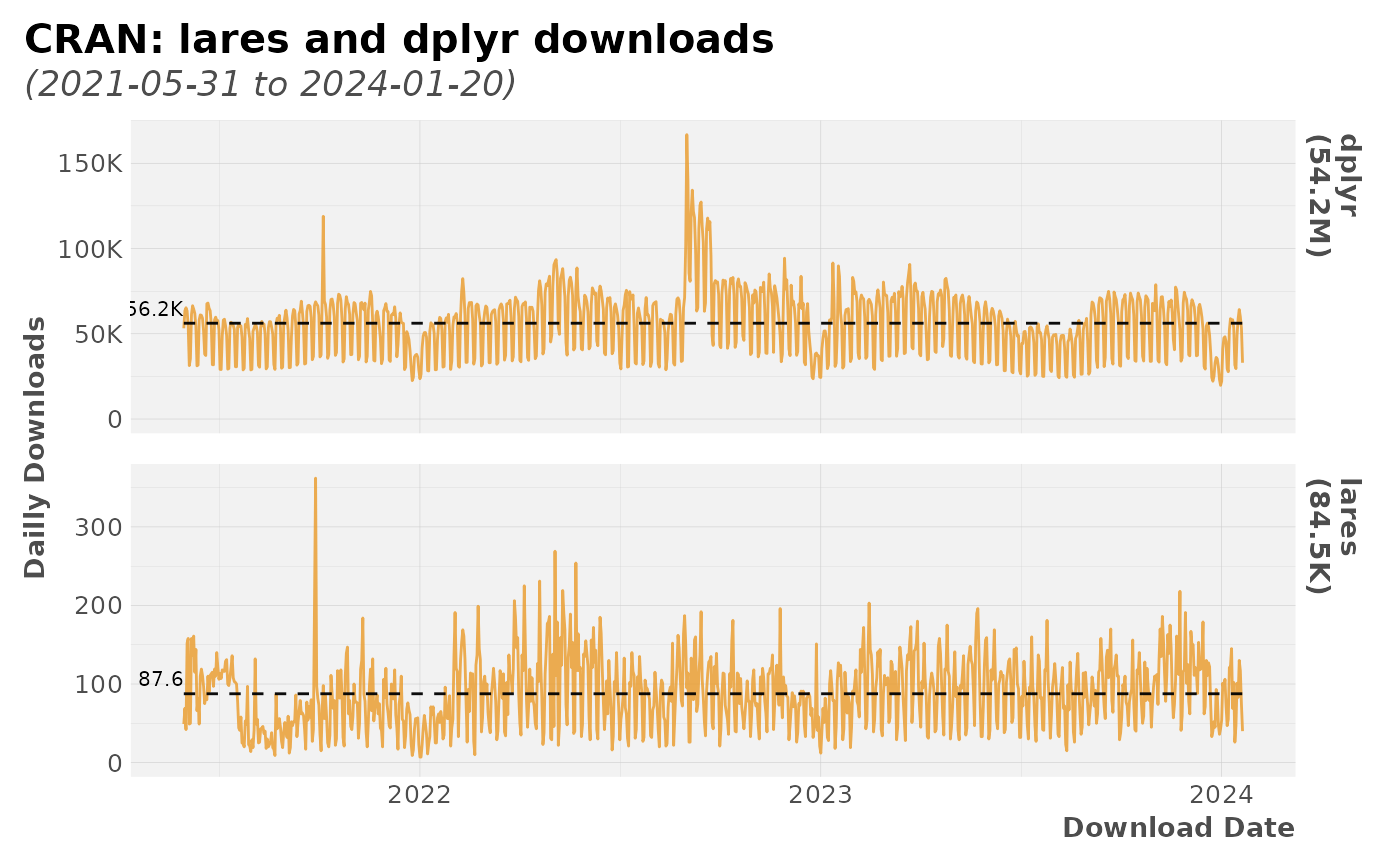 CRAN: lares and dplyr downloads
(2021-05-31 to 2024-01-20)
Dailly Downloads
150K
100K
56.2K
50K
0
dplyr
(54.2M)
300
200
100
87.6
0
lares
(84.5K)
2022
2023
2024
Download Date